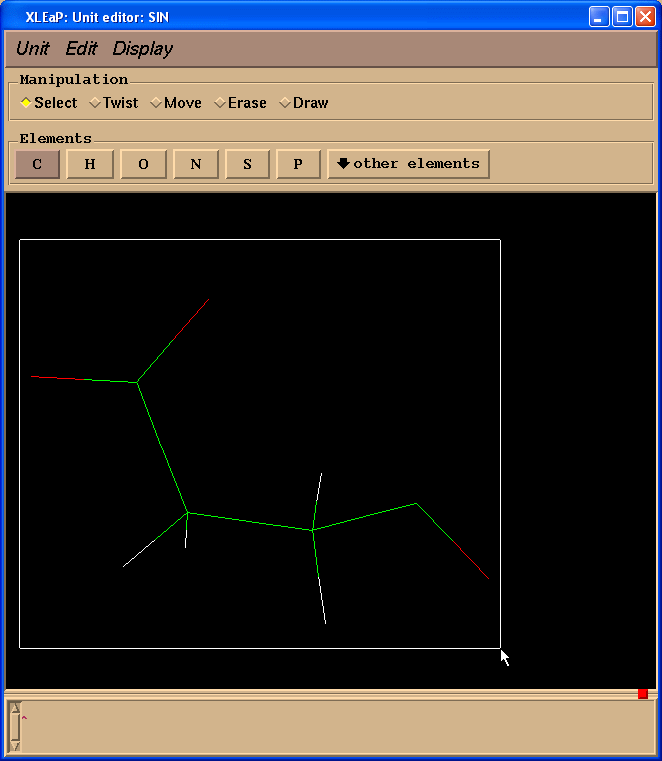 XLEaP: Unit editor: SIN
Unit Edit Display
Manipulation
Select Twist Move Erase Draw
Elements
C H O N S P other elements